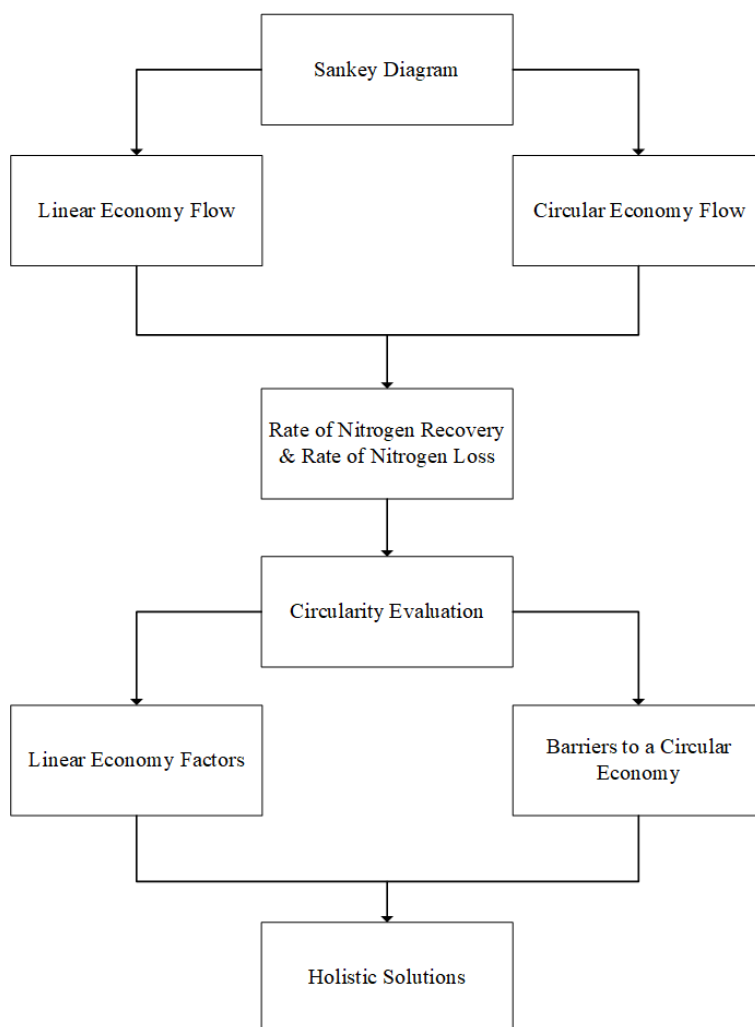 Sankey Diagram
Linear Economy Flow
Circular Economy Flow
Rate of Nitrogen Recovery
& Rate of Nitrogen Loss
Circularity Evaluation
Linear Economy Factors
Barriers to a Circular
Economy
Holistic Solutions